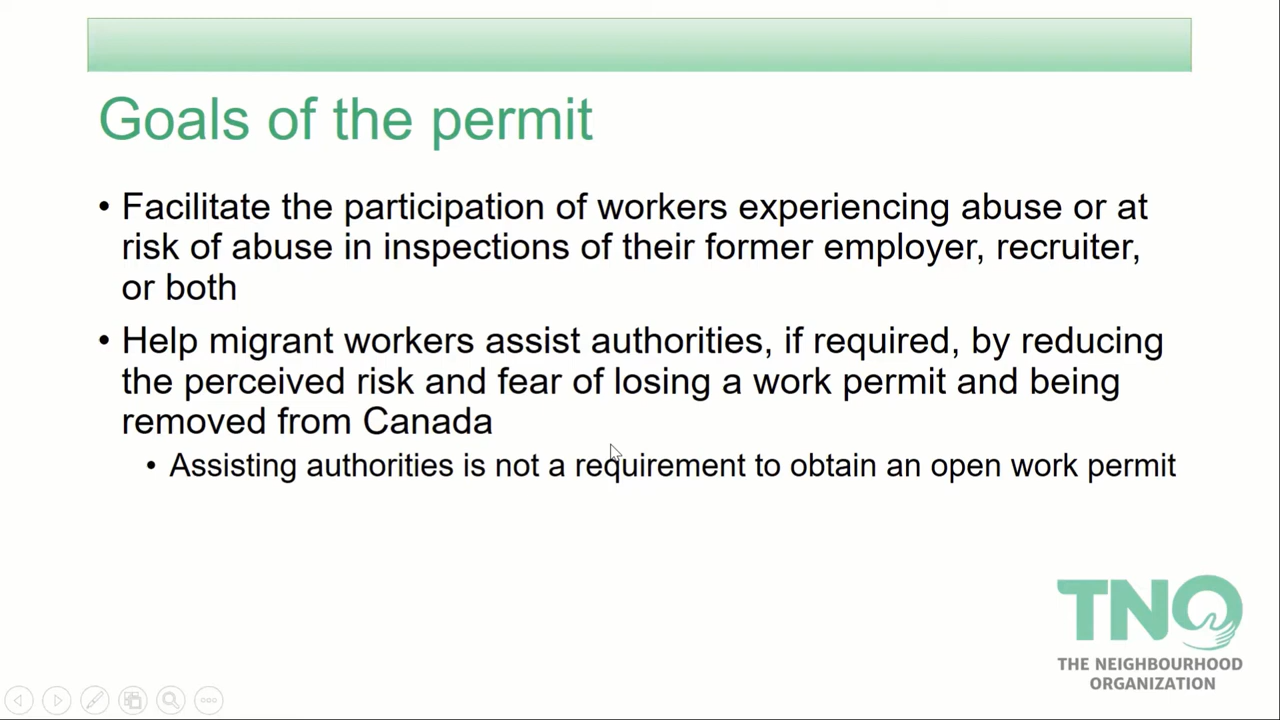 Goals of the permit
• Facilitate the participation of workers experiencing abuse or at
risk of abuse in inspections of their former employer, recruiter,
or both
• Help migrant workers assist authorities, if required, by reducing
the perceived risk and fear of losing a work permit and being
removed from Canada
• Assisting authorities is not a requirement to obtain an open work permit
TNO
THE NEIGHBOURHOOD
ORGANIZATION